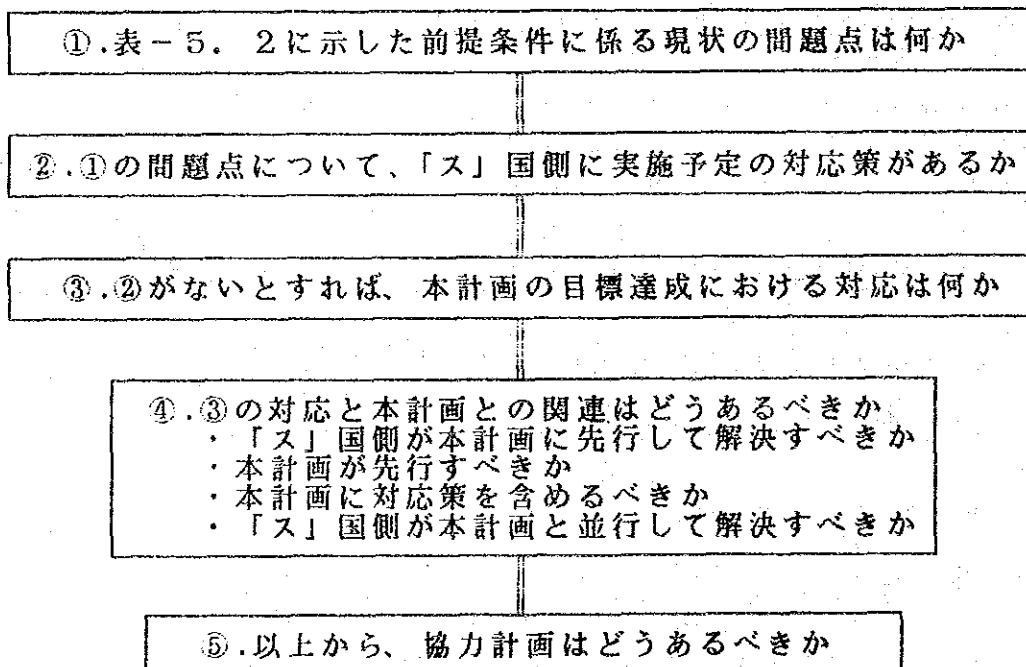 ①.表-5.2に示した前提条件に係る現状の問題点は何か
②.①の問題点について、「ス」国側に実施予定の対応策があるか
③.②がないとすれば、本計画の目標達成における対応は何か
④.③の対応と本計画との関連はどうあるべきか
・「ス」国側が本計画に先行して解決すべきか
・本計画が先行すべきか
・本計画に対応策を含めるべきか
・「ス」国側が本計画と並行して解決すべきか
⑤.以上から、協力計画はどうあるべきか